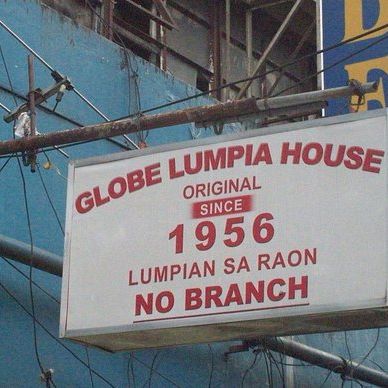 GLOBE LUMPIA HOUSE
ORIGINAL
SINCE
1956
LUMPIAN SA RAON
NO BRANCH